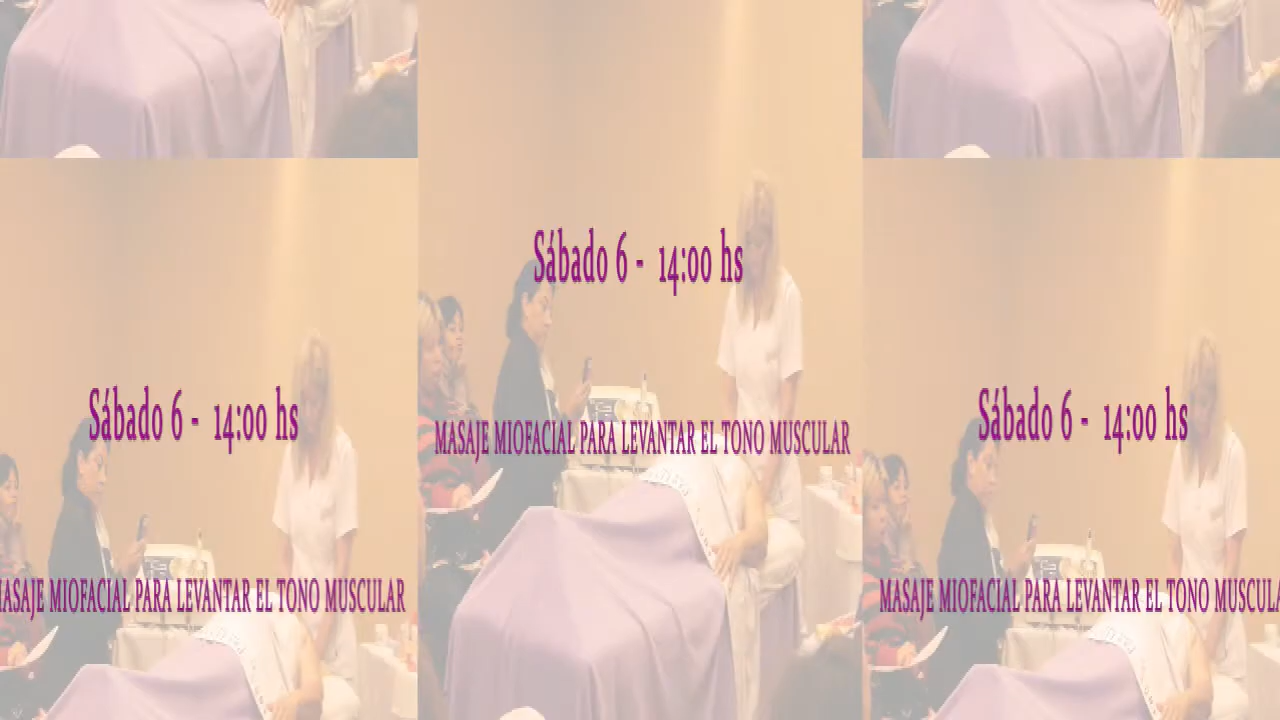 Sábado 6 - 14:00 hs
MASAJE MIOFACIAL PARA LEVANTAR EL TONO MUSCULAR
Sábado 6 - 14:00 hs
MASAJE MIOFACIAL PARA LEVANTAR EL TONO MUSCULAR
Sábado 6 - 14:00 hs
MASAJE MIOFACIAL PARA LEVANTAR EL TONO